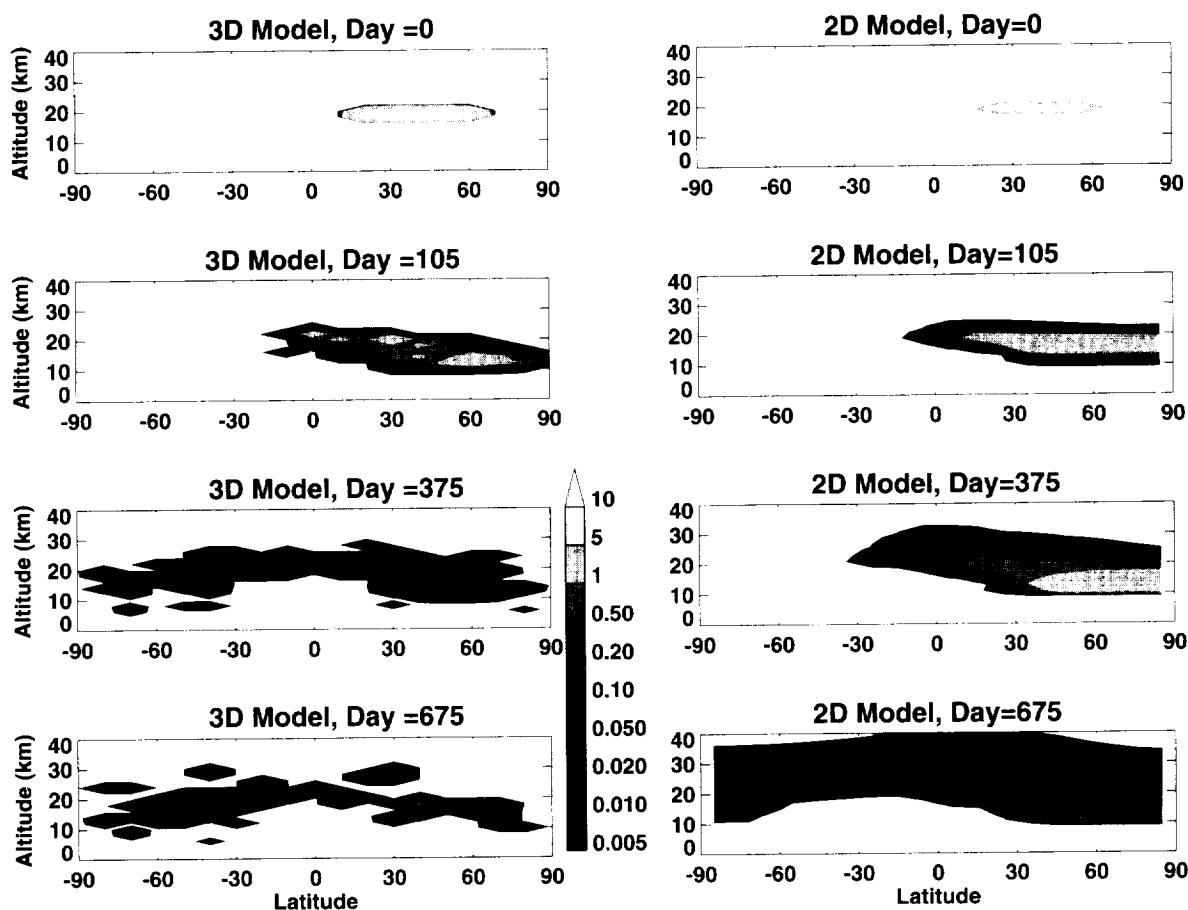 3D Model, Day =0
Altitude (km)
40
30
20
10
0
-90 -60 -30 0 30 60 90
2D Model, Day=0
40
30
20
10
0
-90 -60 -30 0 30 60 90
3D Model, Day =105
Altitude (km)
40
30
20
10
0
-90 -60 -30 0 30 60 90
2D Model, Day=105
40
30
20
10
0
-90 -60 -30 0 30 60 90
3D Model, Day =375
Altitude (km)
40
30
20
10
0
-90 -60 -30 0 30 60 90
10
5
1
0.50
0.20
0.10
0.050
0.020
0.010
0.005
2D Model, Day=375
40
30
20
10
0
-90 -60 -30 0 30 60 90
3D Model, Day =675
Altitude (km)
40
30
20
10
0
-90 -60 -30 0 30 60 90
Latitude
2D Model, Day=675
40
30
20
10
0
-90 -60 -30 0 30 60 90
Latitude